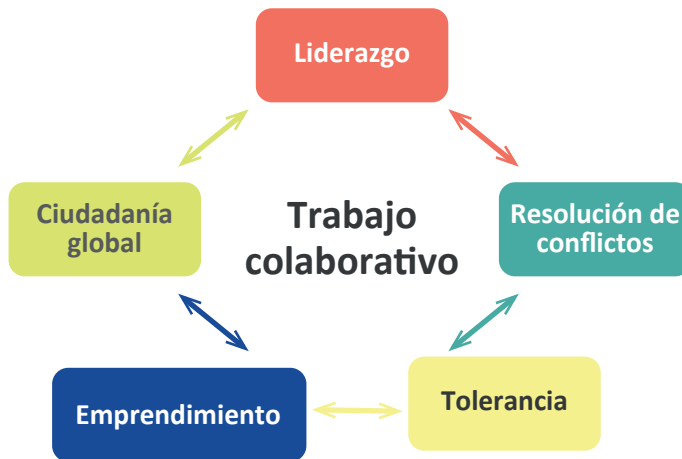 Liderazgo
Ciudadanía
global
Trabajo
colaborativo
Resolución de
conflictos
Emprendimiento
Tolerancia